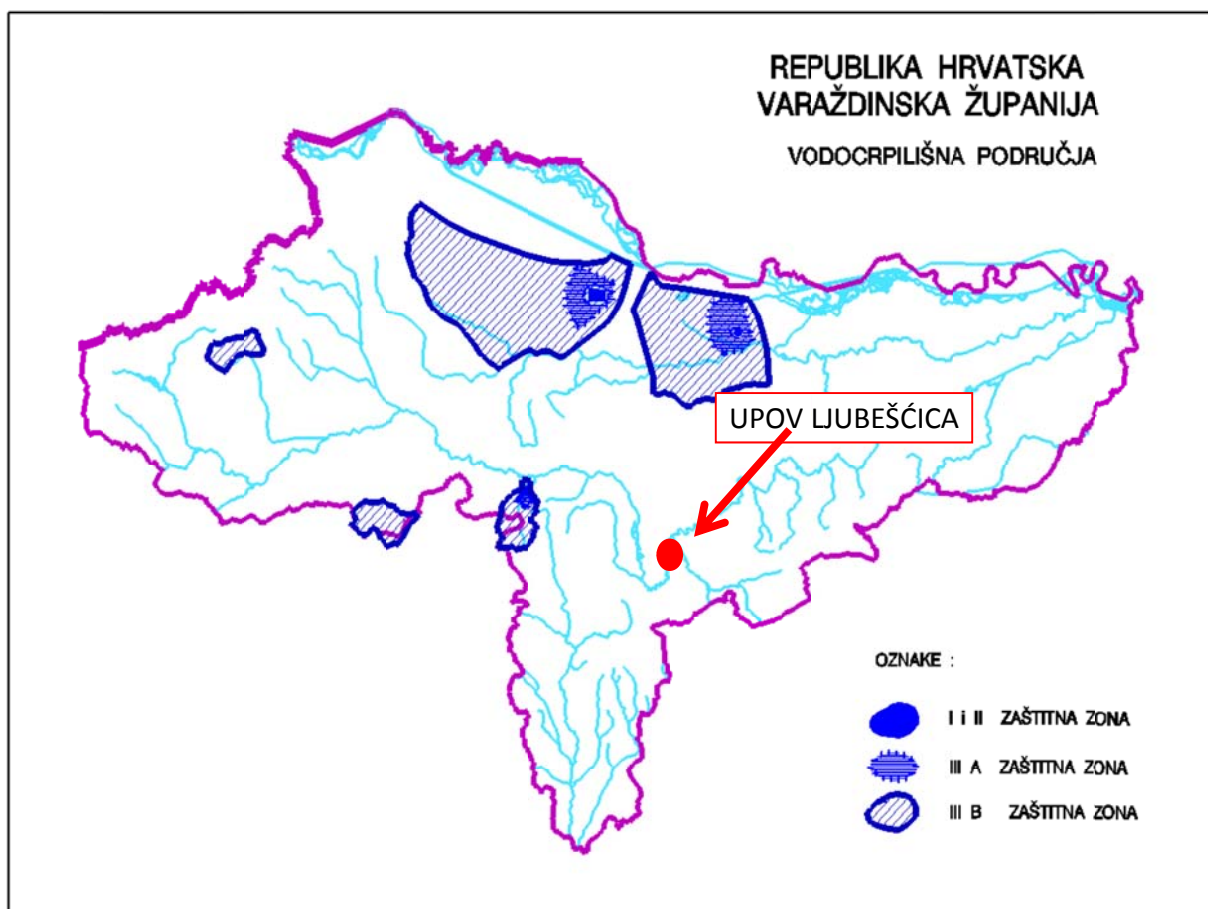 REPUBLIKA HRVATSKA
VARAŽDINSKA ŽUPANIJA
VODOCRPILIŠNA PODRUČJA
UPOV LJUBEŠĆICA
OZNAKE :
I i II ZAŠTITNA ZONA
III A ZAŠTITNA ZONA
III B ZAŠTITNA ZONA